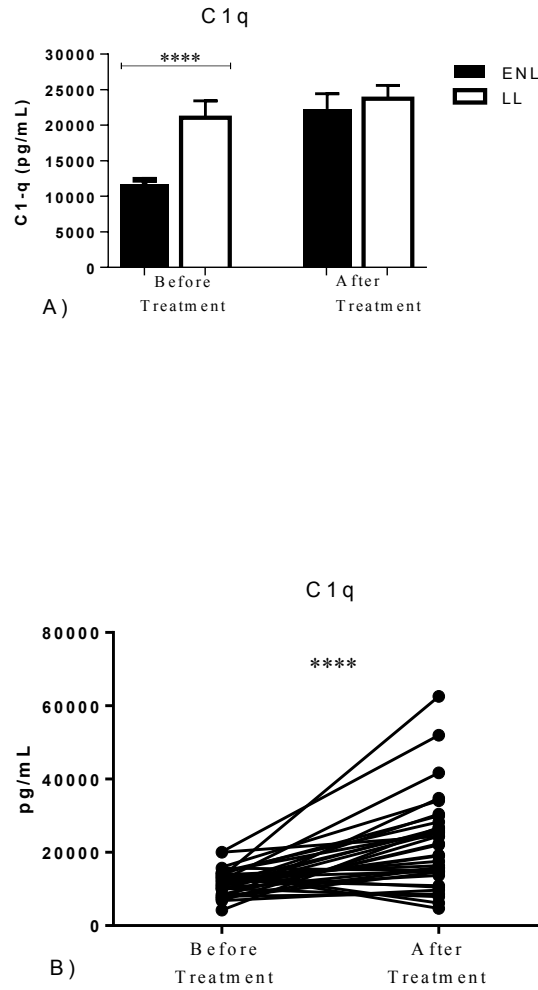 C1q
****
ENL
LL
C1-q (pg/mL)
30000
25000
20000
15000
10000
5000
0
Before
Treatment
After
Treatment
A)
C1q
****
pg/mL
80000
60000
40000
20000
0
Before
Treatment
After
Treatment
B)